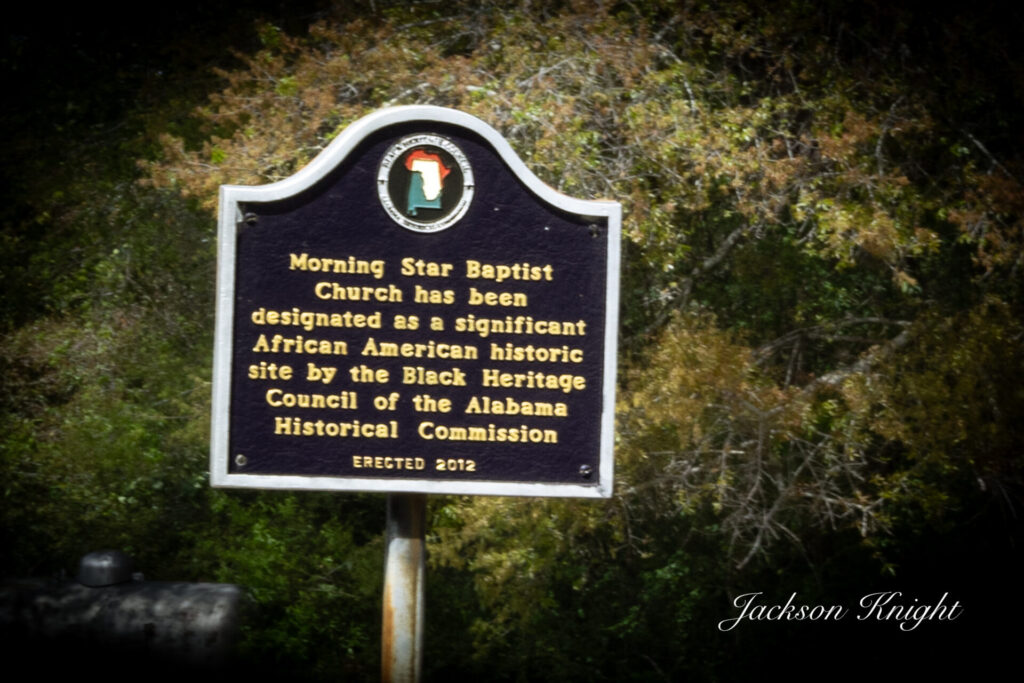 Morning Star Baptist
Church has been
designated as a significant
African American historic
site by the Black Heritage
Council of the Alabama
Historical Commission
ERECTED 2012
Jackson Knight